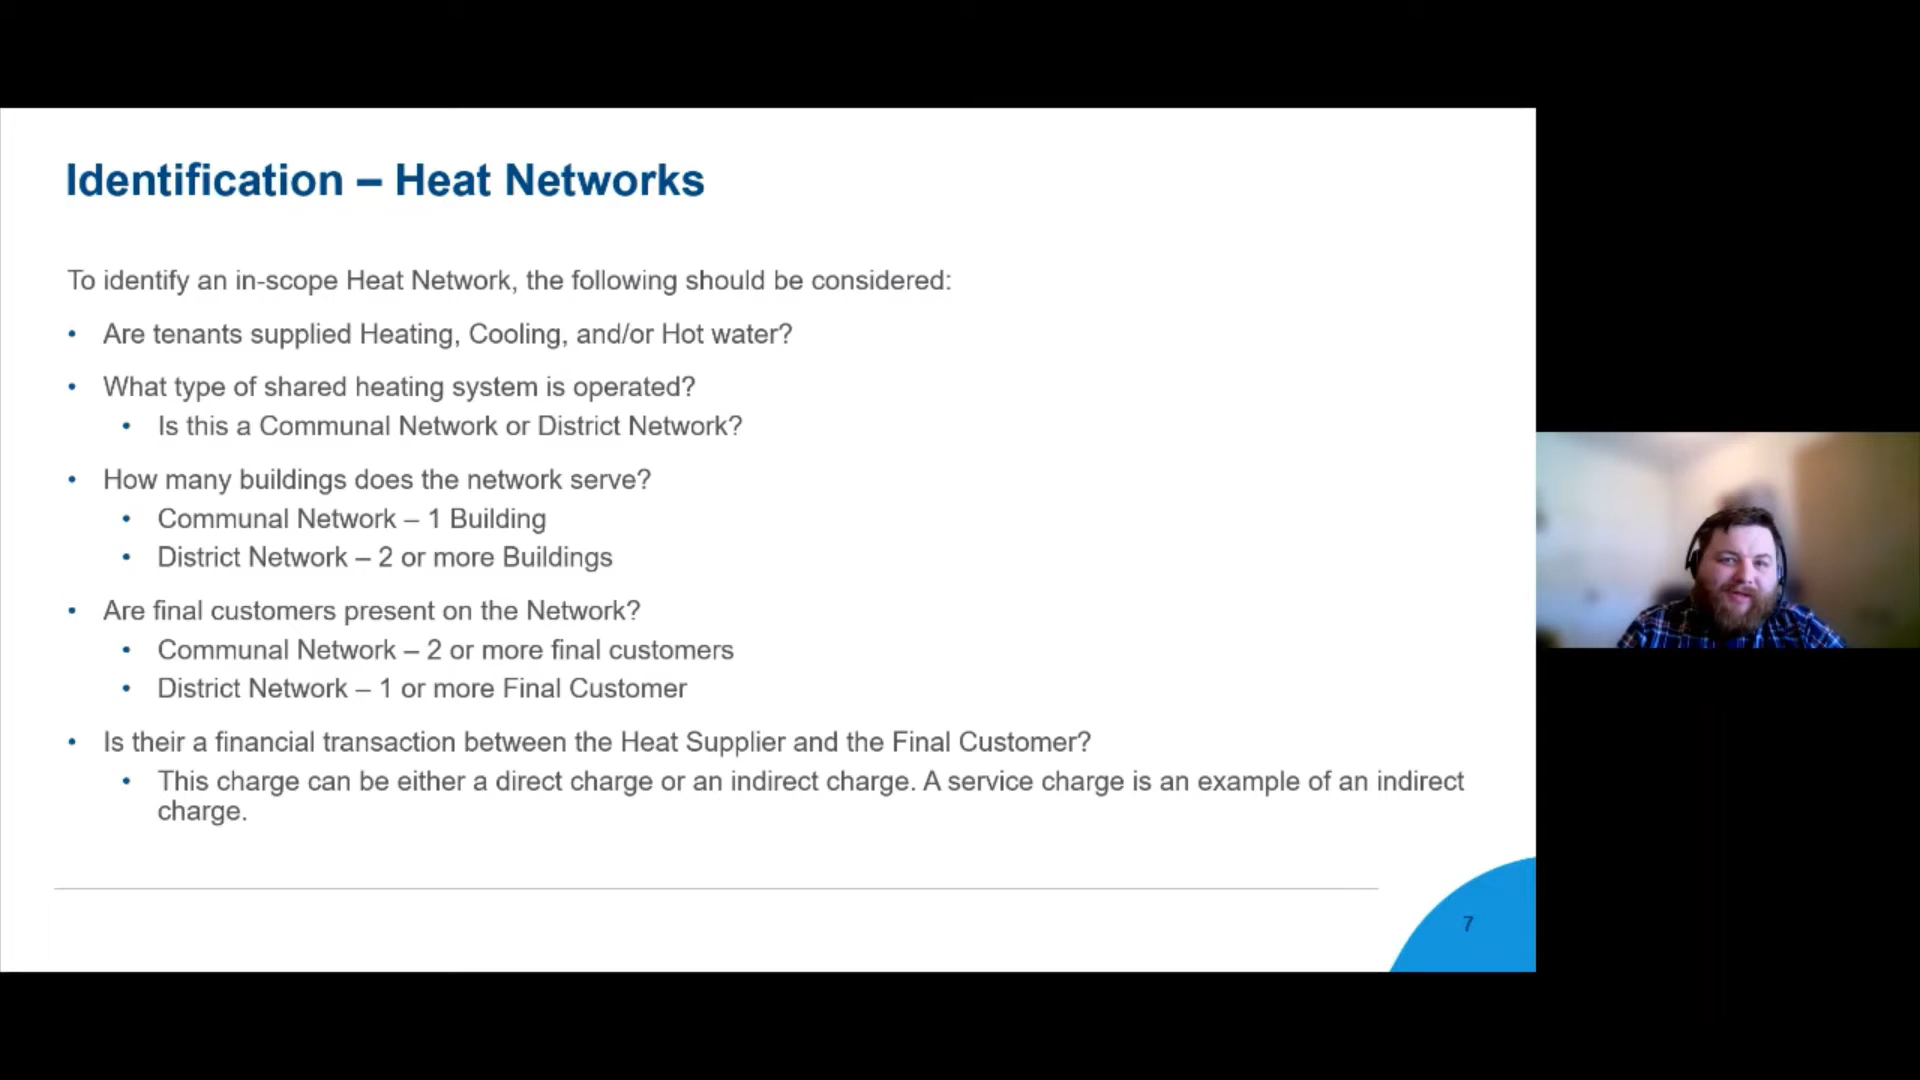 Identification – Heat Networks
To identify an in-scope Heat Network, the following should be considered:
• Are tenants supplied Heating, Cooling, and/or Hot water?
• What type of shared heating system is operated?
• Is this a Communal Network or District Network?
• How many buildings does the network serve?
• Communal Network – 1 Building
• District Network – 2 or more Buildings
• Are final customers present on the Network?
• Communal Network – 2 or more final customers
• District Network – 1 or more Final Customer
• Is their a financial transaction between the Heat Supplier and the Final Customer?
• This charge can be either a direct charge or an indirect charge. A service charge is an example of an indirect
charge.
7